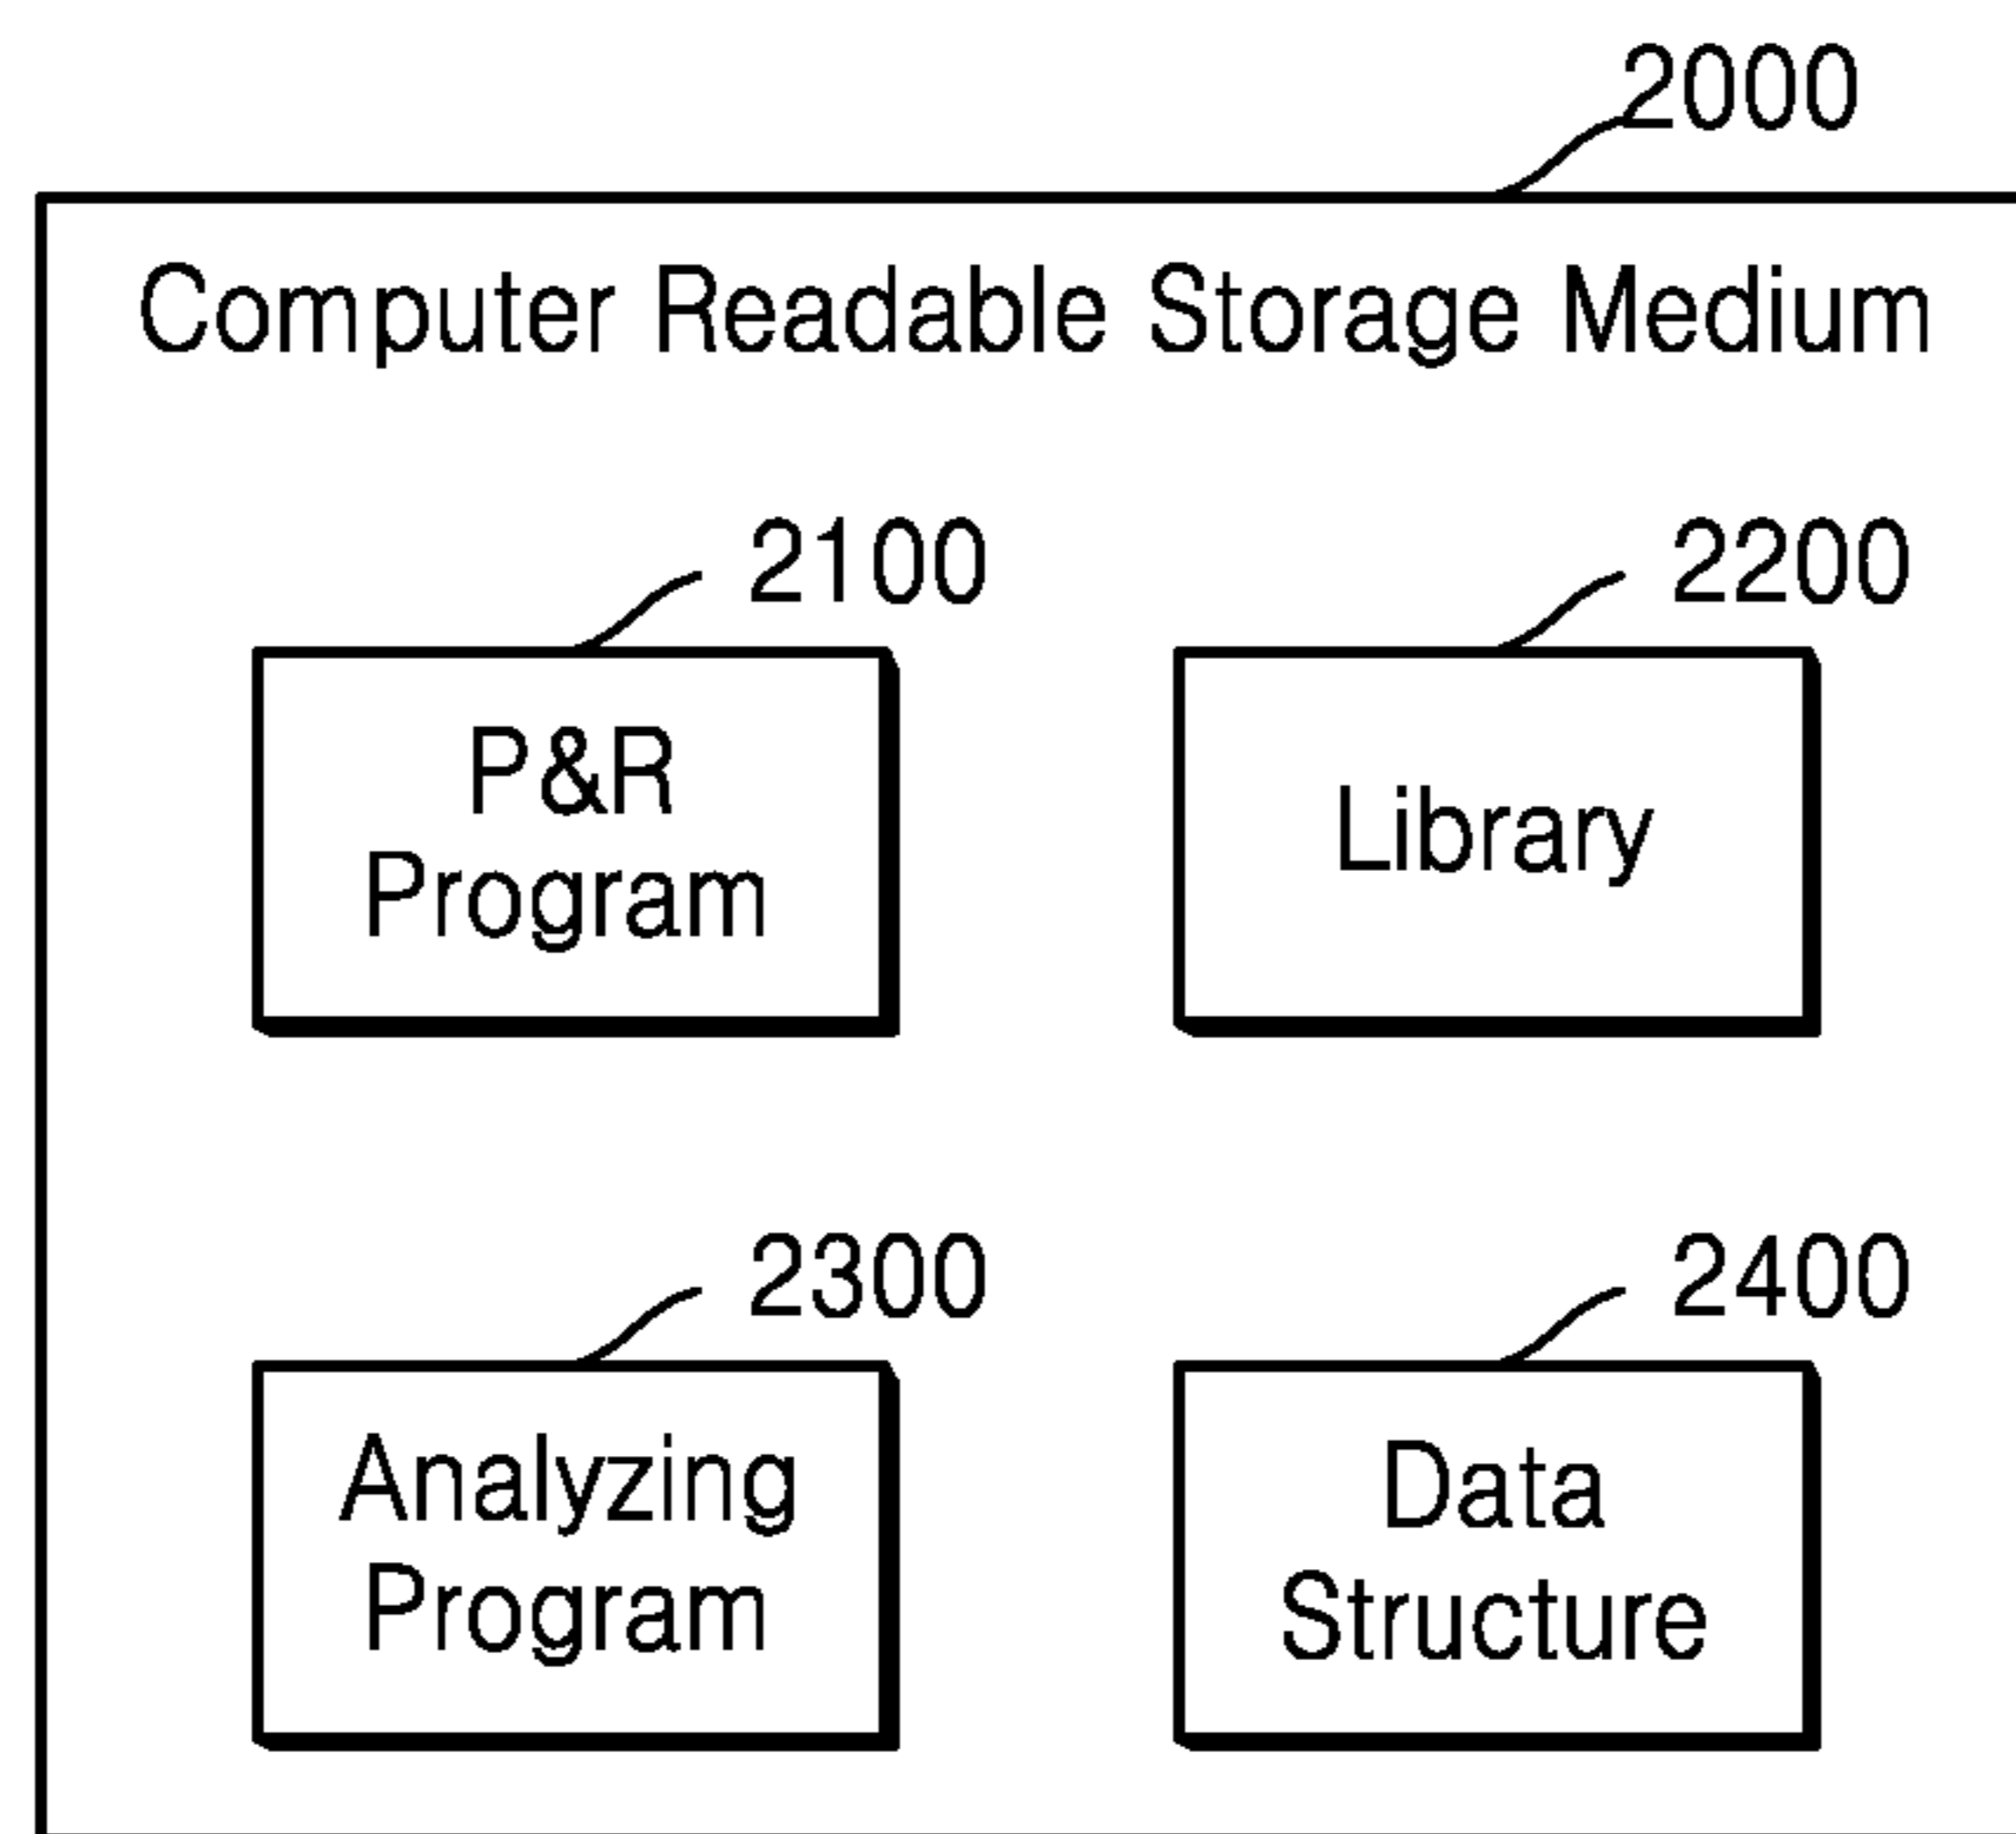 2000
Computer Readable Storage Medium
2100
2200
P&R
Program
Library
2300
2400
Analyzing
Program
Data
Structure